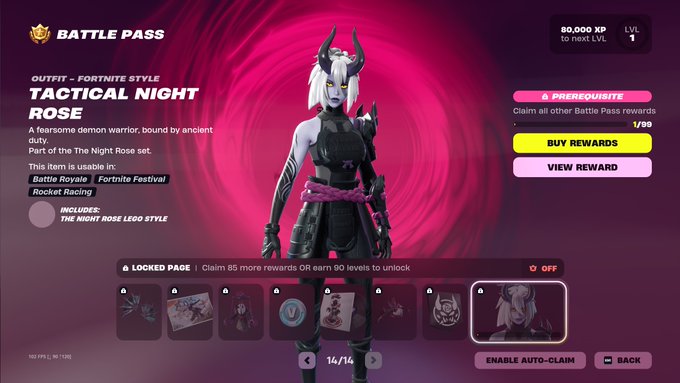 BATTLE PASS
80,000 XP
to next LVL
LVL
1
OUTFIT - FORTNITE STYLE
TACTICAL NIGHT
ROSE
A fearsome demon warrior, bound by ancient
duty.
Part of the The Night Rose set.
This item is usable in:
Battle Royale
Fortnite Festival
Rocket Racing
INCLUDES:
THE NIGHT ROSE LEGO STYLE
PREREQUISITE
Claim all other Battle Pass rewards
1/99
BUY REWARDS
VIEW REWARD
LOCKED PAGE | Claim 85 more rewards OR earn 90 levels to unlock
OFF
V
14/14
ENABLE AUTO-CLAIM
ESC
BACK